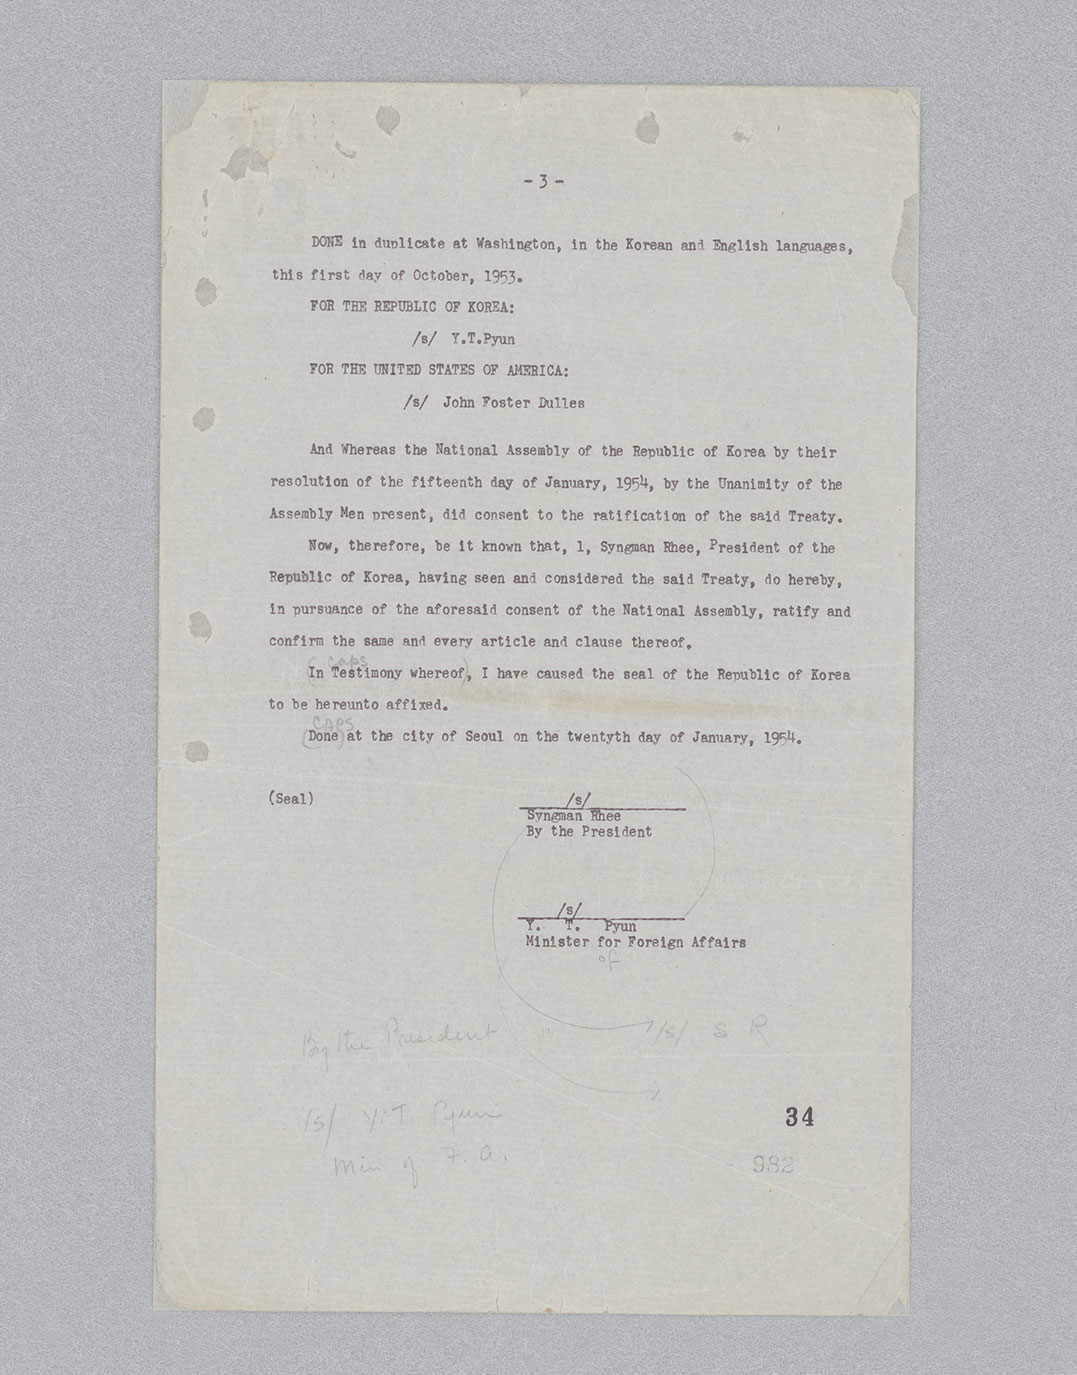 - 3 -
DONE in duplicate at Washington, in the Korean and English languages,
this first day of October, 1953.
FOR THE REPUBLIC OF KOREA:
/s/ Y.T.Pyun
FOR THE UNITED STATES OF AMERICA:
/s/ John Foster Dulles
And Whereas the National Assembly of the Republic of Korea by their
resolution of the fifteenth day of January, 1954, by the Unanimity of the
Assembly Men present, did consent to the ratification of the said Treaty.
Now, therefore, be it known that, 1, Syngman Rhee, President of the
Republic of Korea, having seen and considered the said Treaty, do hereby,
in pursuance of the aforesaid consent of the National Assembly, ratify and
confirm the same and every article and clause thereof.
caps
(In Testimony whereof), I have caused the seal of the Republic of Korea
to be hereunto affixed.
CAPS
(Done) at the city of Seoul on the twentyth day of January, 1954.
(Seal)
/s/
Syngman Rhee
By the President
/s/
Y. T. Pyun
Minister for Foreign Affairs
of
By the President
/s/ S R
/s/ Y. T. Pyun
Min of F. A.
34
982